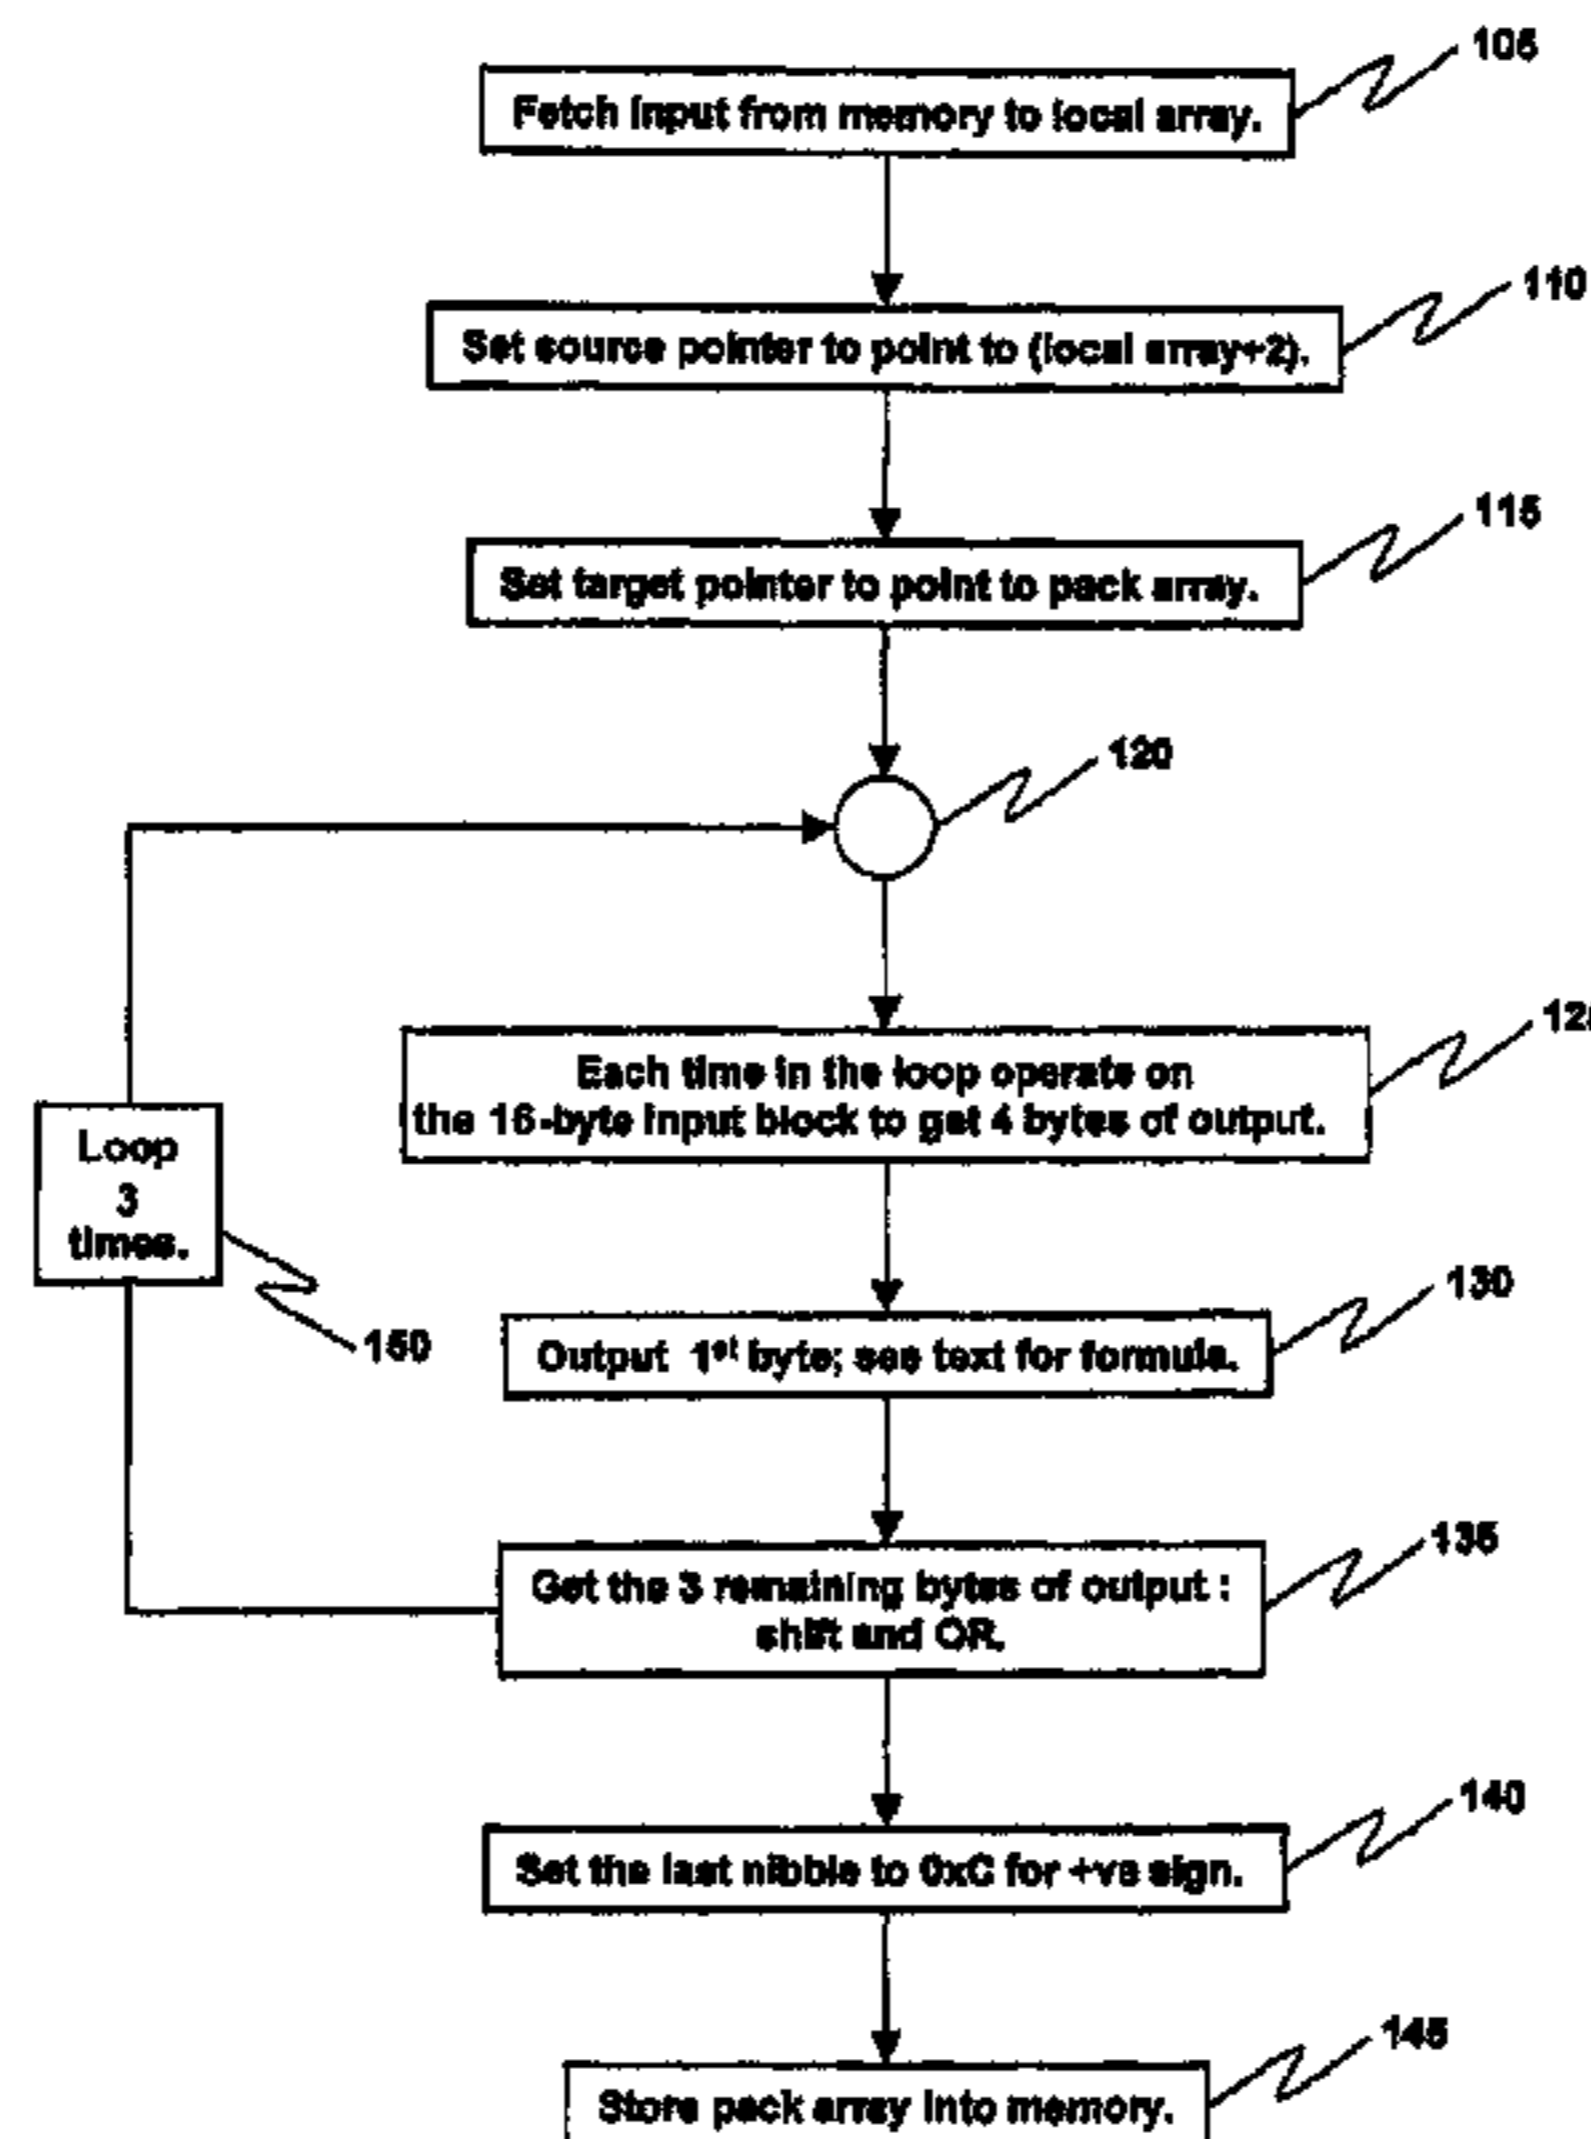 105
Fetch input from memory to local array.
110
Set source pointer to point to (local array+2).
115
Set target pointer to point to pack array.
120
Each time in the loop operate on
the 16-byte input block to get 4 bytes of output.
Loop
3
times.
150
130
Output 1st byte; see text for formula.
135
Get the 3 remaining bytes of output :
shift and OR.
140
Set the last nibble to 0xC for +ve sign.
145
Store pack array into memory.